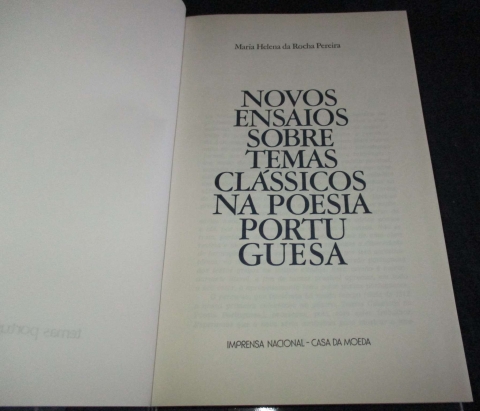 Maria Helena da Rocha Pereira
NOVOS
ENSAIOS
SOBRE
TEMAS
CLÁSSICOS
NA POESIA
PORTU
GUESA
IMPRENSA NACIONAL – CASA DA MOEDA